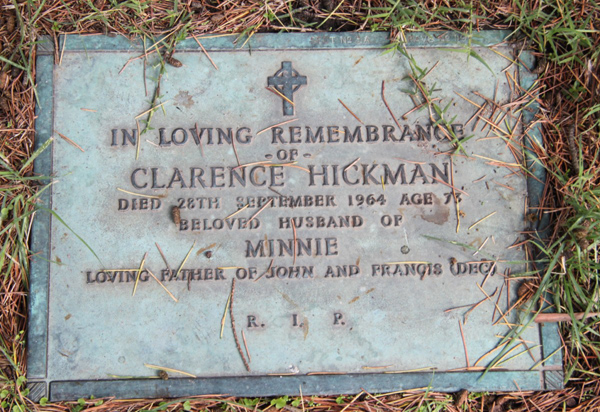 IN LOVING REMEMBRANCE
- OF -
CLARENCE HICKMAN
DIED 28TH SEPTEMBER 1964 AGE 73
BELOVED HUSBAND OF
MINNIE
LOVING FATHER OF JOHN AND FRANCIS (DEC)
R. I. P.